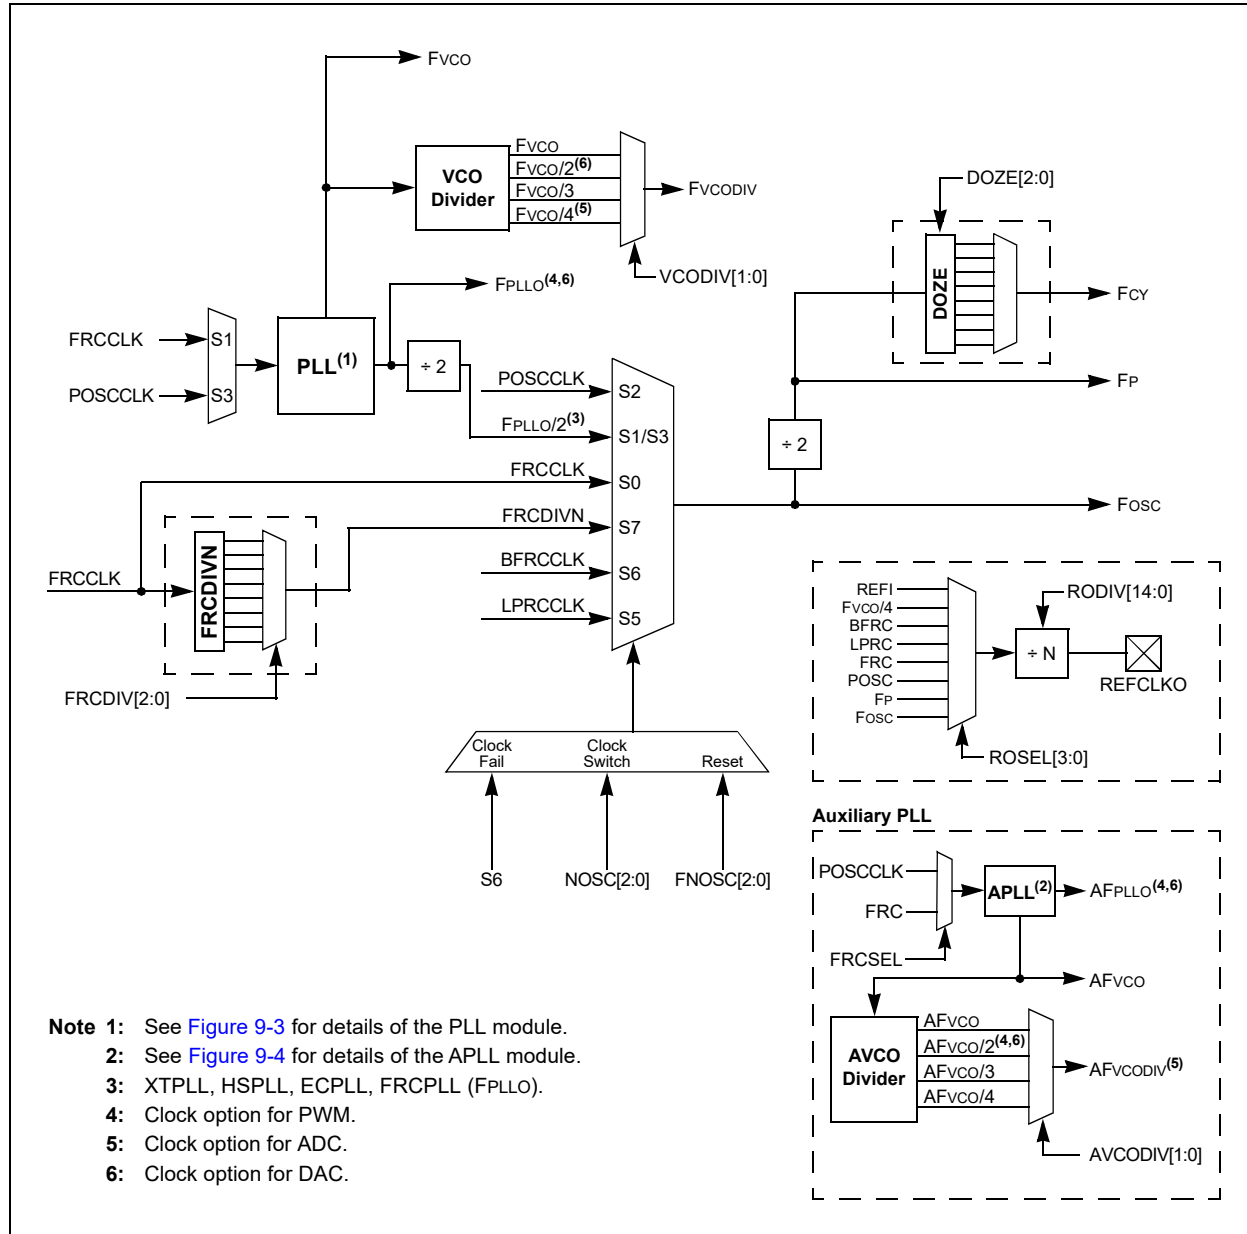 FVCO
VCO
Divider
FVCO
FVCO/2(6)
FVCO/3
FVCO/4(5)
FVCODIV
VCODIV[1:0]
DOZE[2:0]
DOZE
FCY
FPLLO(4,6)
FRCCLK
S1
POSCCLK
S3
PLL(1)
÷ 2
POSCCLK
S2
FPLLO/2(3)
S1/S3
FRCCLK
S0
FRCDIVN
S7
BFRCCLK
S6
LPRCCLK
S5
FP
÷ 2
FOSC
FRCCLK
FRCDIVN
FRCDIV[2:0]
REFI
FVCO/4
BFRC
LPRC
FRC
POSC
FP
FOSC
RODIV[14:0]
÷ N
REFCLKO
ROSEL[3:0]
Clock
Fail
Clock
Switch
Reset
S6
NOSC[2:0]
FNOSC[2:0]
Auxiliary PLL
POSCCLK
FRC
FRCSEL
APLL(2)
AFPLLO(4,6)
AFVCO
AVCO
Divider
AFVCO
AFVCO/2(4,6)
AFVCO/3
AFVCO/4
AFVCODIV(5)
AVCODIV[1:0]
Note 1: See Figure 9-3 for details of the PLL module.
2: See Figure 9-4 for details of the APLL module.
3: XTPLL, HSPLL, ECPLL, FRCPLL (FPLLO).
4: Clock option for PWM.
5: Clock option for ADC.
6: Clock option for DAC.